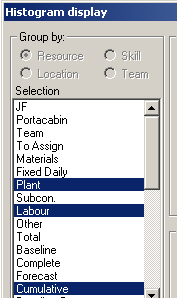 Histogram display
Group by:
Resource Skill
Location Team
Selection
JF
Portacabin
Team
To Assign
Materials
Fixed Daily
Plant
Subcon.
Labour
Other
Total
Baseline
Complete
Forecast
Cumulative